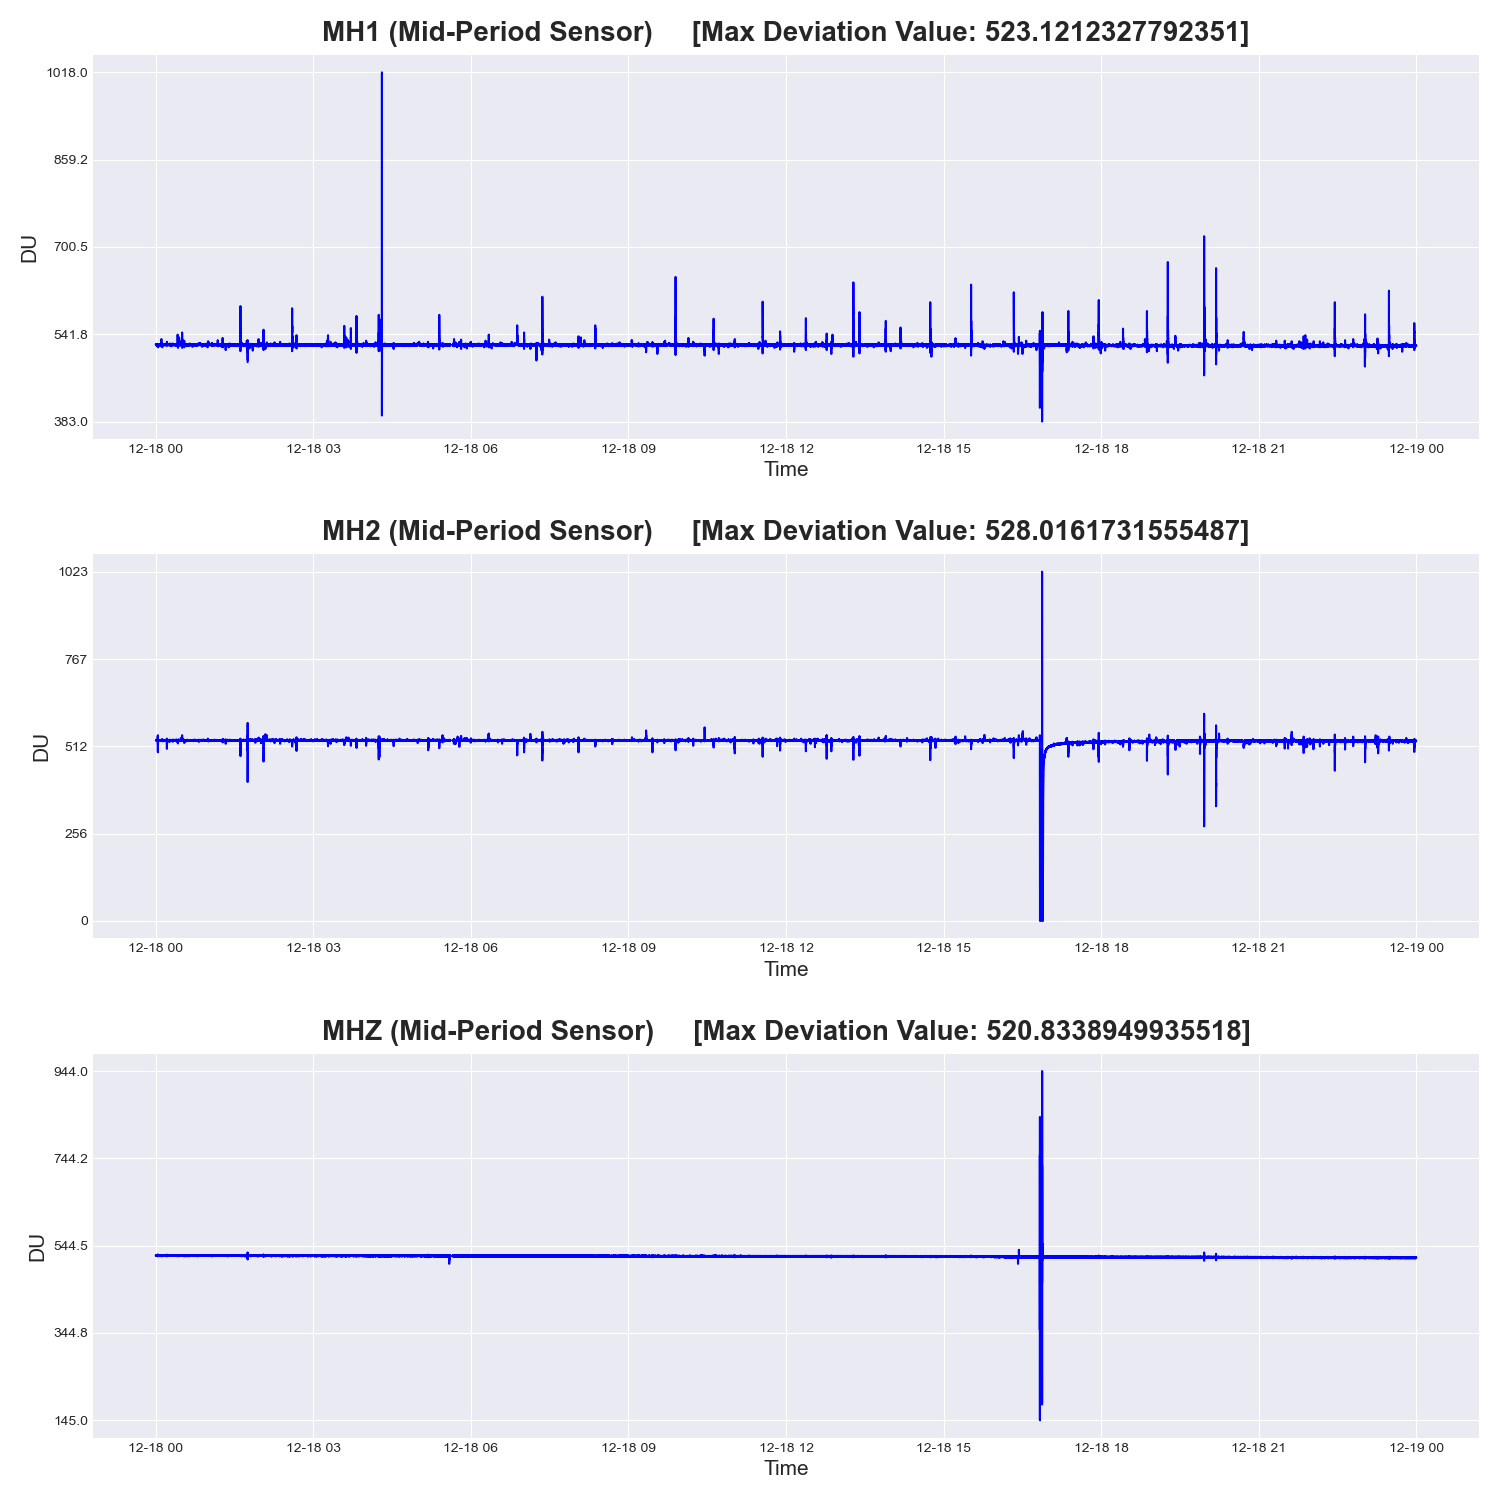 MH1 (Mid-Period Sensor) [Max Deviation Value: 523.1212327792351]
1018.0
859.2
700.5
541.8
383.0
DU
12-18 00 12-18 03 12-18 06 12-18 09 12-18 12 12-18 15 12-18 18 12-18 21 12-19 00
Time
MH2 (Mid-Period Sensor) [Max Deviation Value: 528.0161731555487]
1023
767
512
256
0
DU
12-18 00 12-18 03 12-18 06 12-18 09 12-18 12 12-18 15 12-18 18 12-18 21 12-19 00
Time
MHZ (Mid-Period Sensor) [Max Deviation Value: 520.8338949935518]
944.0
744.2
544.5
344.8
145.0
DU
12-18 00 12-18 03 12-18 06 12-18 09 12-18 12 12-18 15 12-18 18 12-18 21 12-19 00
Time